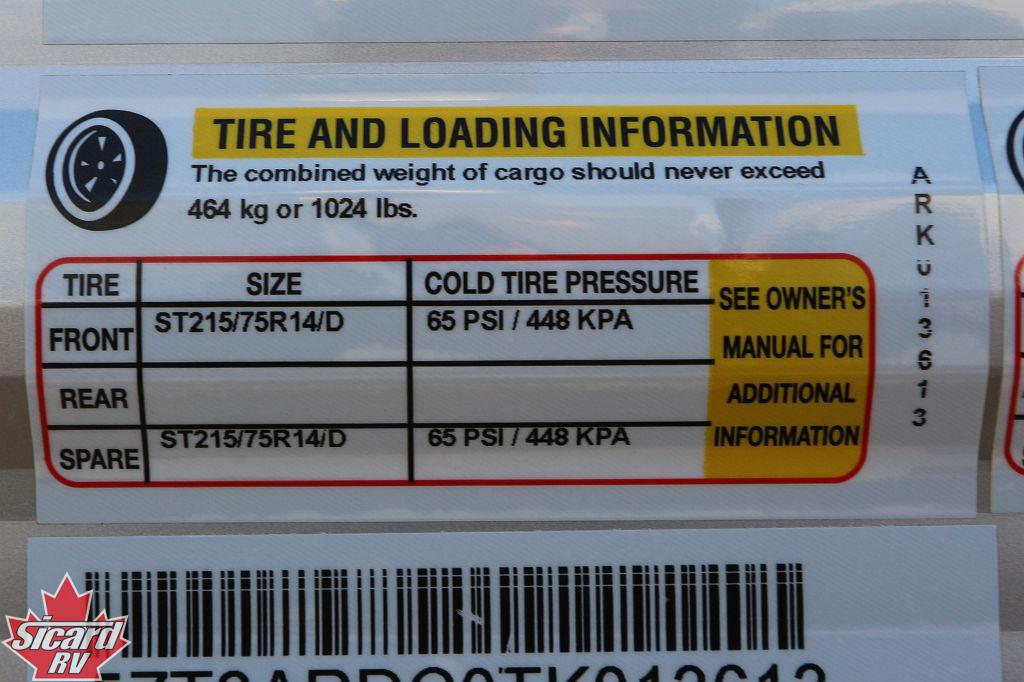 TIRE AND LOADING INFORMATION
The combined weight of cargo should never exceed
464 kg or 1024 lbs.
TIRE SIZE COLD TIRE PRESSURE
FRONT ST215/75R14/D 65 PSI / 448 KPA
REAR
SPARE ST215/75R14/D 65 PSI / 448 KPA
SEE OWNER'S
MANUAL FOR
ADDITIONAL
INFORMATION
ARK013613
Sicard
RV